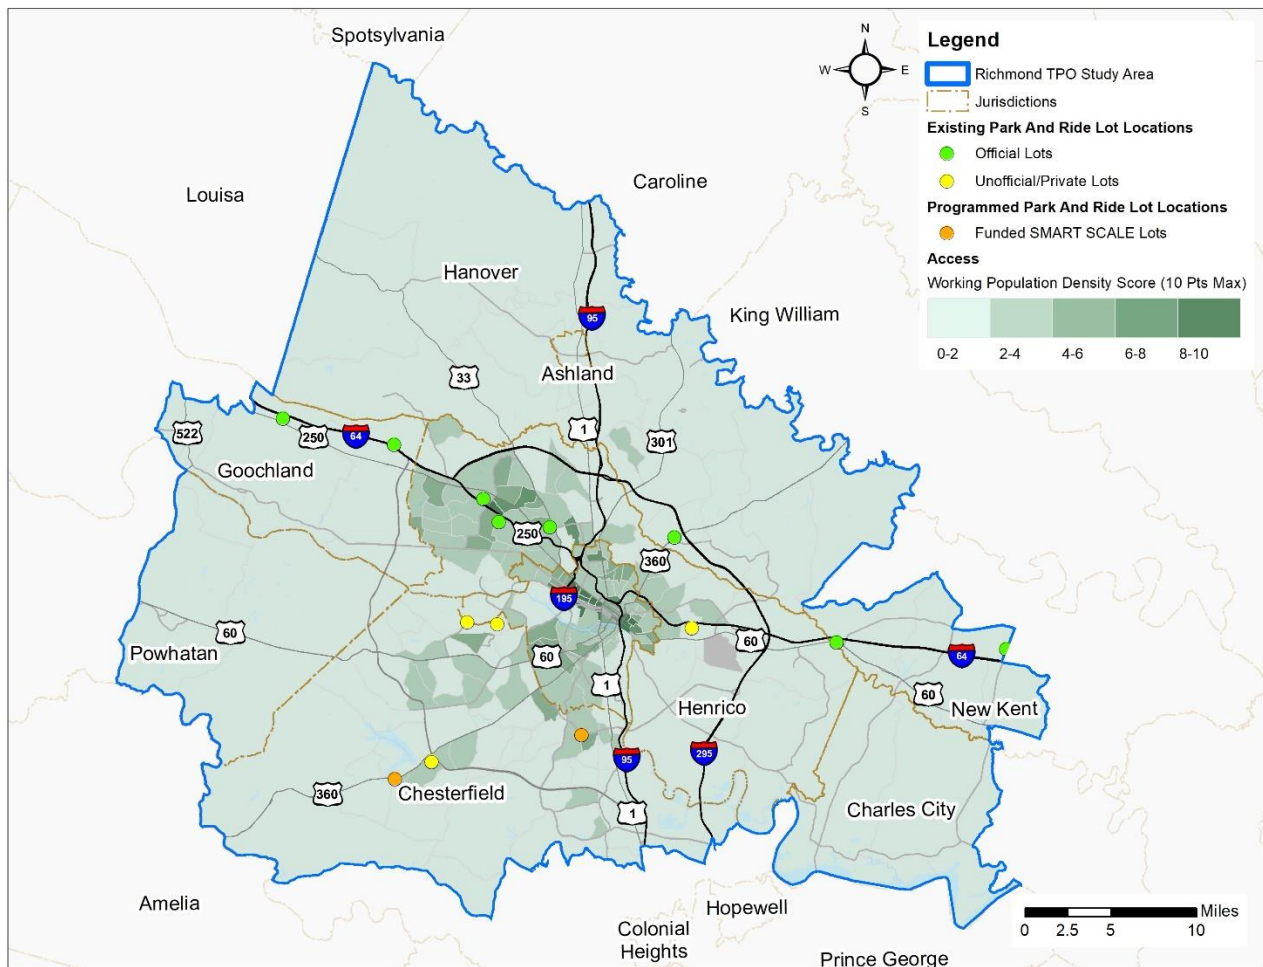 Spotsylvania
N
W
E
S
Legend
Richmond TPO Study Area
Jurisdictions
Existing Park And Ride Lot Locations
Official Lots
Unofficial/Private Lots
Programmed Park And Ride Lot Locations
Funded SMART SCALE Lots
Access
Working Population Density Score (10 Pts Max)
0-2 2-4 4-6 6-8 8-10
Louisa
Caroline
Hanover
King William
95
Ashland
33
1
301
522
250
64
Goochland
250
360
195
60
60
60
Powhatan
64
1
60
New Kent
Henrico
95
295
360
Chesterfield
1
Charles City
Amelia
Hopewell
Colonial
Heights
Prince George
Miles
0 2.5 5 10